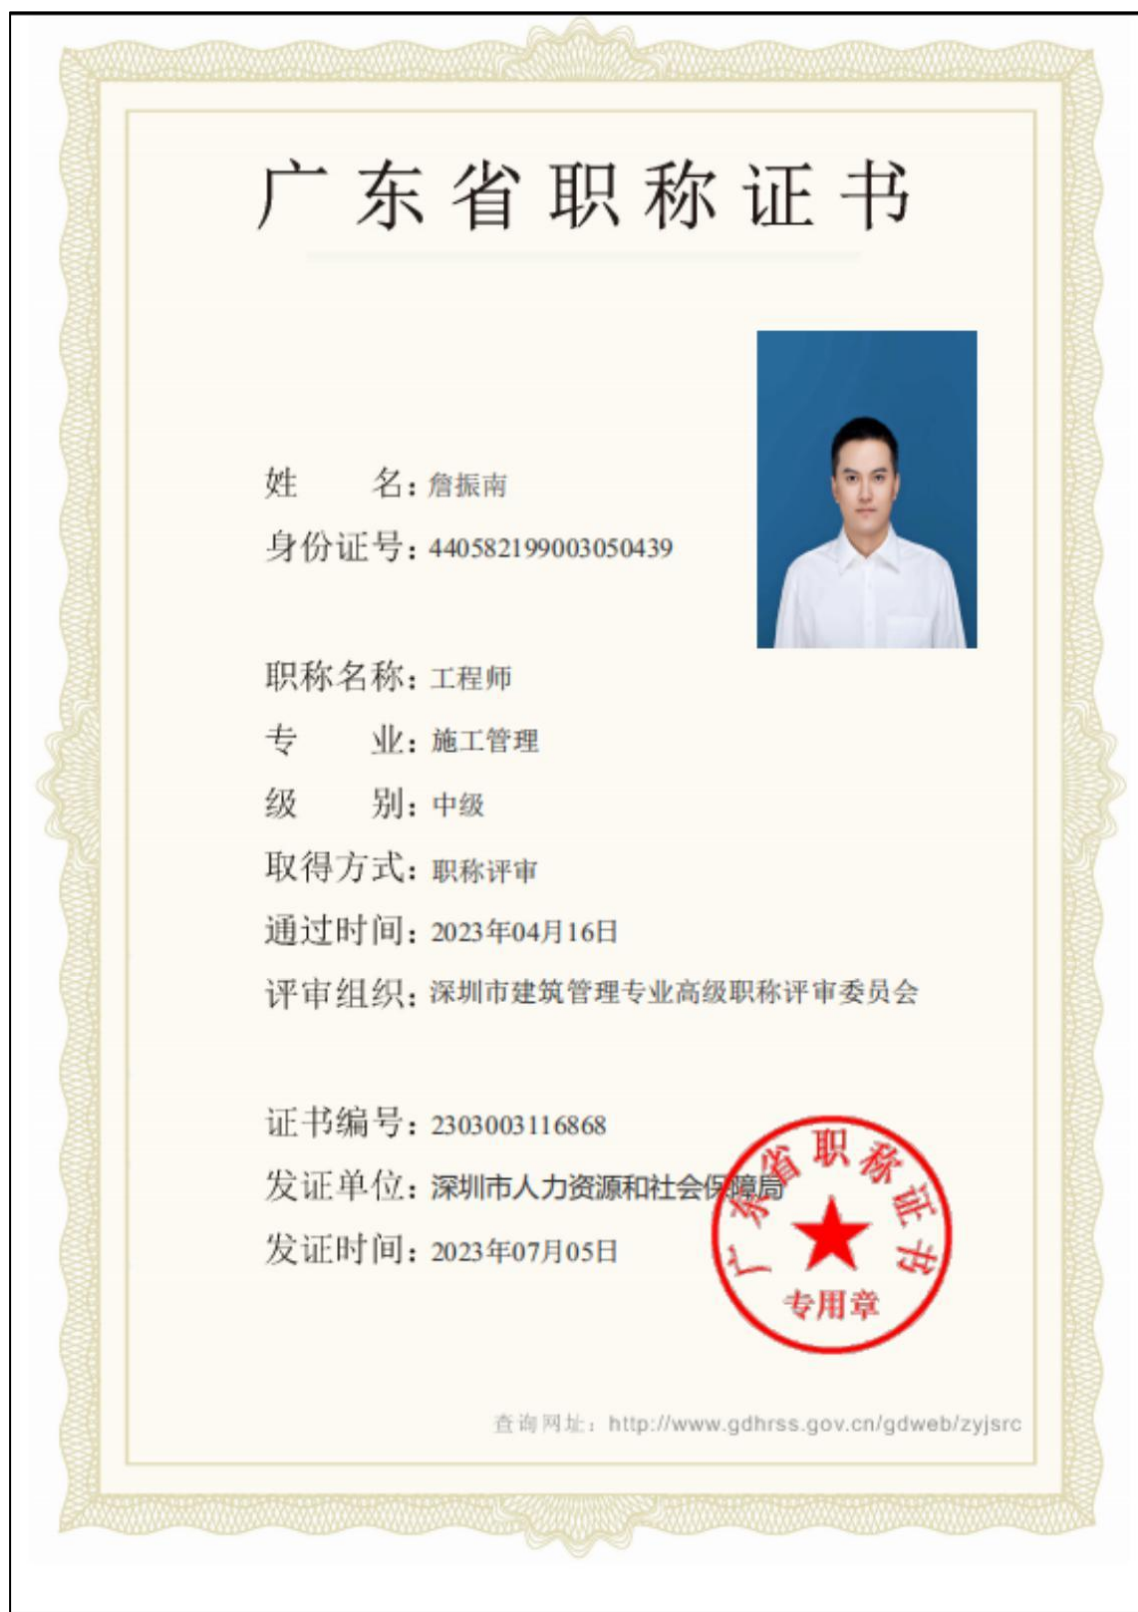 广东省职称证书
姓 名：詹振南
身份证号：440582199003050439
职称名称：工程师
专 业：施工管理
级 别：中级
取得方式：职称评审
通过时间：2023年04月16日
评审组织：深圳市建筑管理专业高级职称评审委员会
证书编号：2303003116868
发证单位：深圳市人力资源和社会保障局
发证时间：2023年07月05日
广东省职称证书
专用章
查询网址：http://www.gdhrss.gov.cn/gdweb/zyjsrc